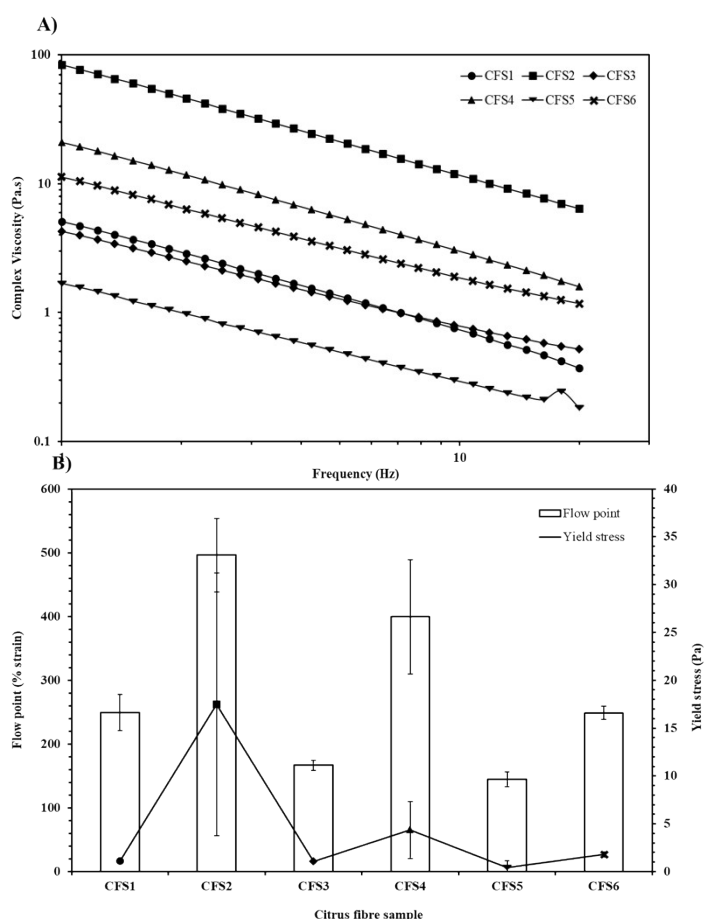 A)
100
10
1
0.1
Complex Viscosity (Pa.s)
CFS1 CFS2 CFS3
CFS4 CFS5 CFS6
1 10
Frequency (Hz)
B)
600
500
400
300
200
100
0
Flow point (% strain)
Flow point
Yield stress
40
35
30
25
20
15
10
5
0
Yield stress (Pa)
CFS1 CFS2 CFS3 CFS4 CFS5 CFS6
Citrus fibre sample